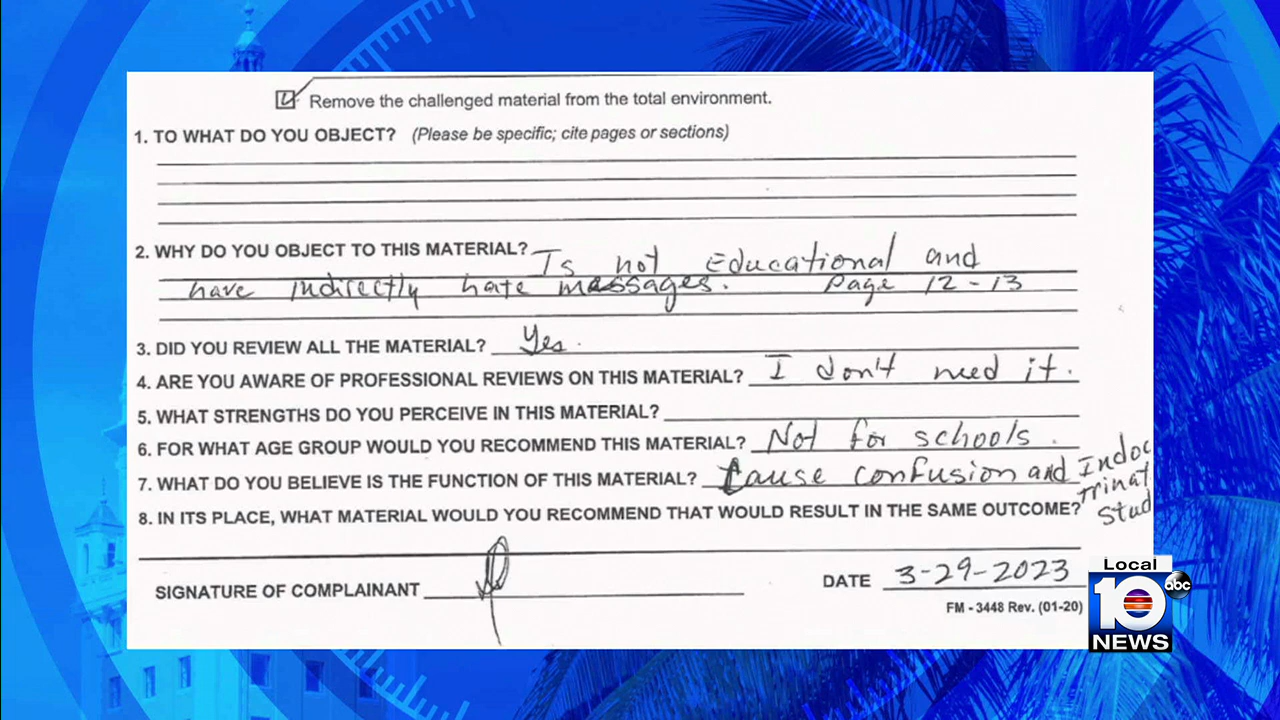 Remove the challenged material from the total environment.
1. TO WHAT DO YOU OBJECT? (Please be specific; cite pages or sections)
2. WHY DO YOU OBJECT TO THIS MATERIAL? Is not Educational and
have indirectly hate messages. Page 12-13
3. DID YOU REVIEW ALL THE MATERIAL? Yes.
4. ARE YOU AWARE OF PROFESSIONAL REVIEWS ON THIS MATERIAL? I don't need it.
5. WHAT STRENGTHS DO YOU PERCEIVE IN THIS MATERIAL?
6. FOR WHAT AGE GROUP WOULD YOU RECOMMEND THIS MATERIAL? Not for schools.
7. WHAT DO YOU BELIEVE IS THE FUNCTION OF THIS MATERIAL? Cause confusion and Indoc
trinat
Stud
8. IN ITS PLACE, WHAT MATERIAL WOULD YOU RECOMMEND THAT WOULD RESULT IN THE SAME OUTCOME?
SIGNATURE OF COMPLAINANT
DATE 3-29-2023
FM - 3448 Rev. (01-20)
Local
10 abc
NEWS